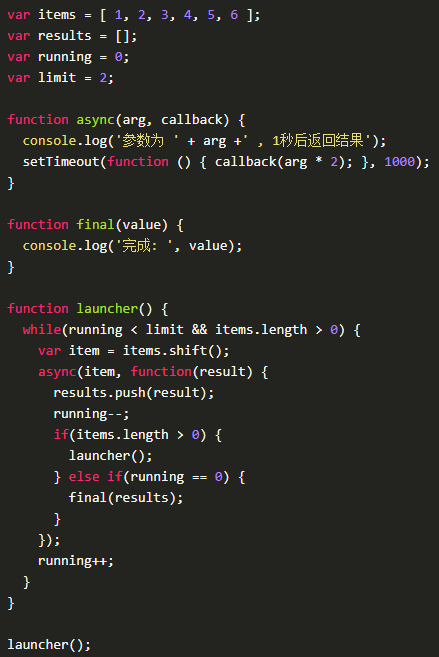 var items = [ 1, 2, 3, 4, 5, 6 ];
var results = [];
var running = 0;
var limit = 2;

function async(arg, callback) {
  console.log('参数为 ' + arg +' , 1秒后返回结果');
  setTimeout(function () { callback(arg * 2); }, 1000);
}

function final(value) {
  console.log('完成: ', value);
}

function launcher() {
  while(running < limit && items.length > 0) {
    var item = items.shift();
    async(item, function(result) {
      results.push(result);
      running--;
      if(items.length > 0) {
        launcher();
      } else if(running == 0) {
        final(results);
      }
    });
    running++;
  }
}

launcher();